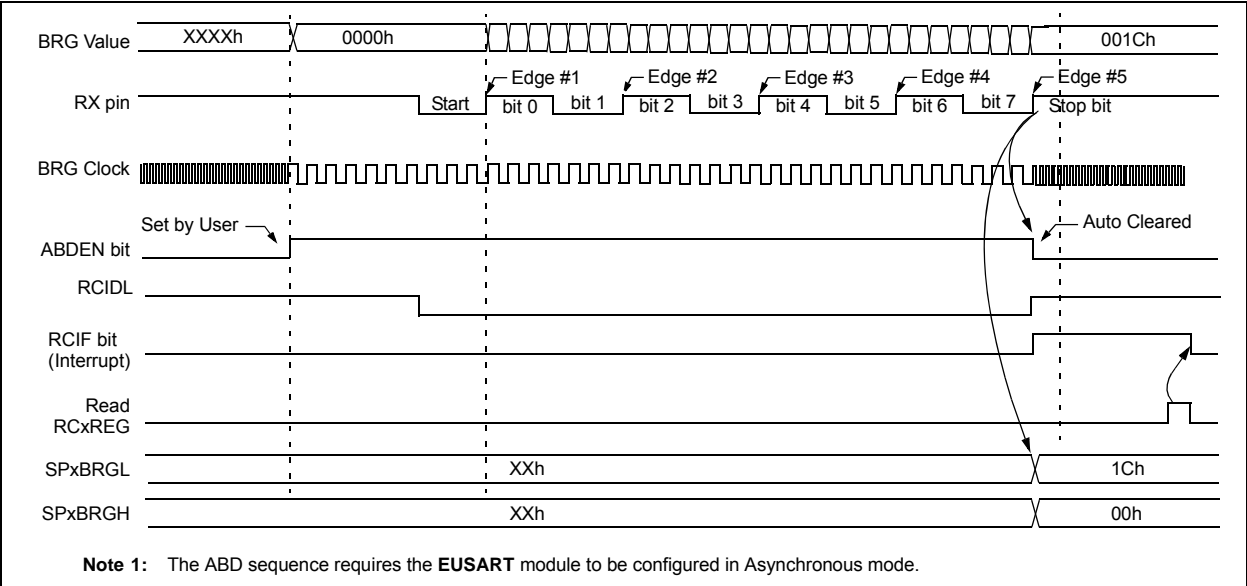 BRG Value XXXXh 0000h 001Ch
Edge #1 Edge #2 Edge #3 Edge #4 Edge #5
RX pin Start bit 0 bit 1 bit 2 bit 3 bit 4 bit 5 bit 6 bit 7 Stop bit
BRG Clock
Set by User Auto Cleared
ABDEN bit
RCIDL
RCIF bit
(Interrupt)
Read
RCxREG
SPxBRGL XXh 1Ch
SPxBRGH XXh 00h
Note 1: The ABD sequence requires the EUSART module to be configured in Asynchronous mode.